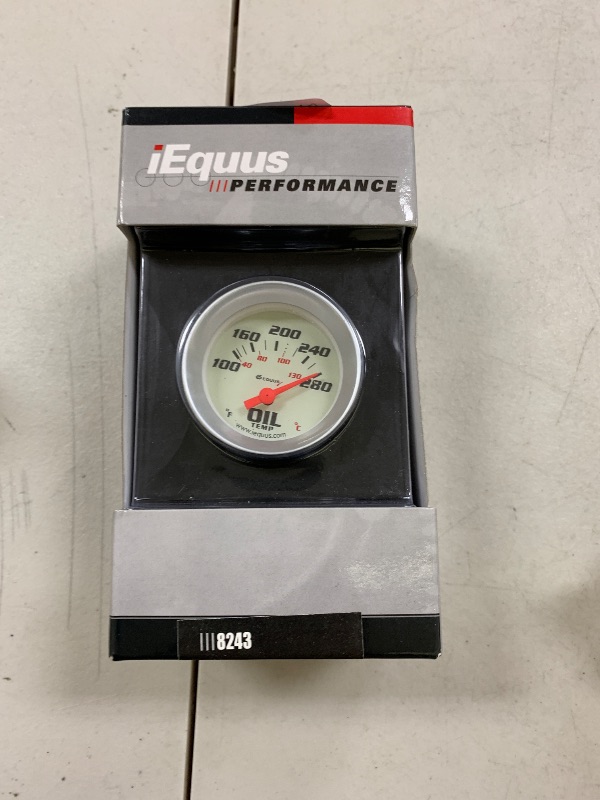 iEquus
PERFORMANCE
200
160
240
100
280
40
80
100
130
EQUUS
°F
OIL
°C
TEMP
www.iequus.com
8243